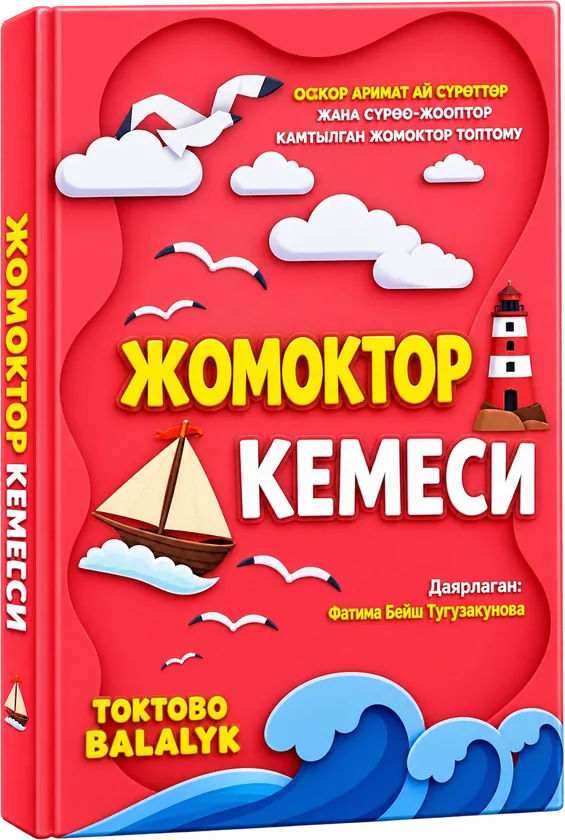 ОСКОР АРИМАТ АЙ СҮРӨТТӨР
ЖАНА СҮРӨӨ-ЖООПТОР
КАМТЫЛГАН ЖОМОКТОР ТОПТОМУ
ЖОМОКТОР
КЕМЕСИ
Даярлаган:
Фатима Бейш Тугузакунова
ТОКТОВО
BALALYK
ЖОМОКТОР КЕМЕССИ